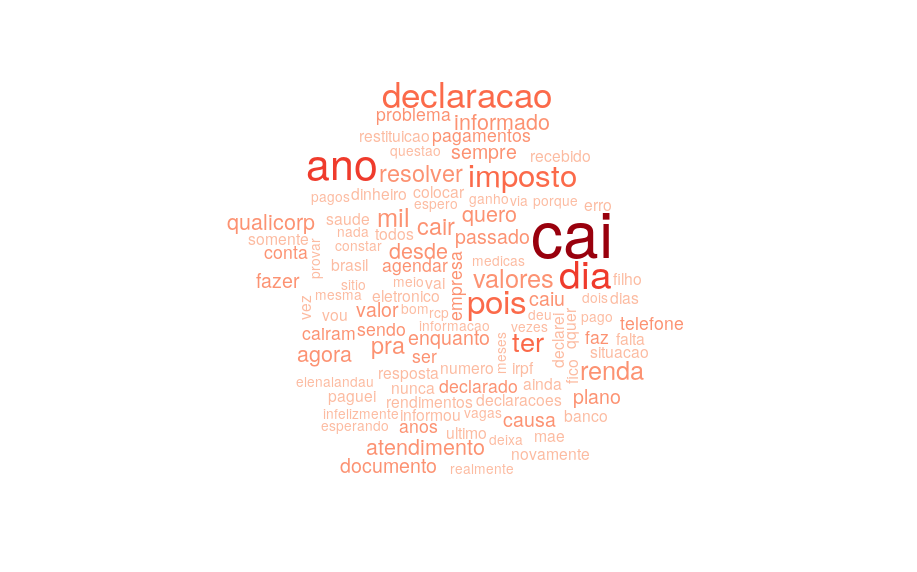 declaracao
problema
informado
restituicao
pagamentos
questao
sempre
recebido
ano
resolver
imposto
pagos
dinheiro
colocar
ganho
via
porque
erro
espero
qualicorp
saude
mil
cair
quero
cai
nada
todos
passado
somente
provar
constar
desde
conta
brasil
agendar
empresa
medicas
valores
dia
filho
fazer
sitio
meio
val
vez
mesma
eletronico
pois
caiu
dois
dias
vou
valor
bom
rcp
deu
pago
telefone
informacao
vezes
declarei
qquer
cairam
sendo
enquanto
meses
ter
faz
falta
agora
pra
ser
situacao
resposta
numero
irpf
fico
renda
elenalandau
nunca
declarado
ainda
paguei
rendimentos
declaracoes
plano
infelizmente
informou
vagas
causa
banco
esperando
anos
ultimo
deixa
mae
atendimento
novamente
documento
realmente